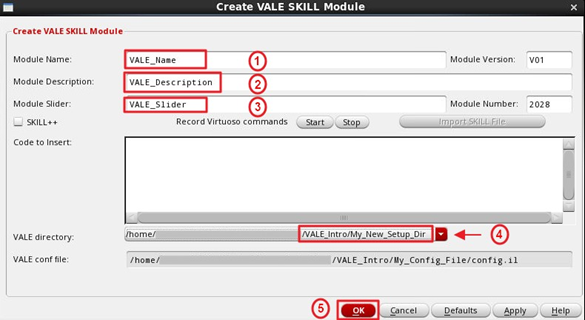 Create VALE SKILL Module
Create VALE SKILL Module
Module Name: VALE_Name 1 Module Version: V01
Module Description: VALE_Description 2
Module Slider: VALE_Slider 3 Module Number: 2028
SKILL++ Record Virtuoso commands Start Stop Import SKILL File
Code to Insert:
VALE directory: /home/ /VALE_Intro/My_New_Setup_Dir 4
VALE conf file: /home/ /VALE_Intro/My_Config_File/config.il
5 OK Cancel Defaults Apply Help